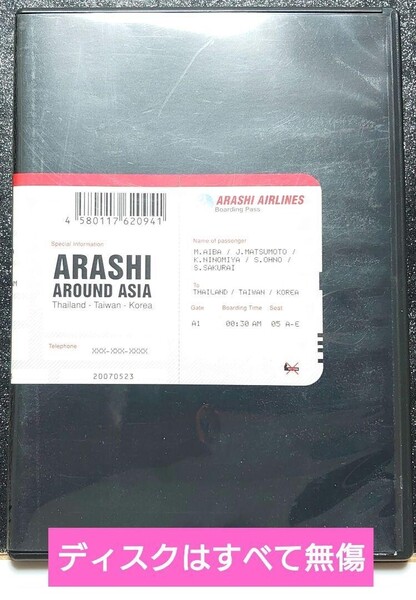 4 580117 620941
ARASHI AIRLINES
Boarding Pass
Special information
ARASHI
AROUND ASIA
Thailand - Taiwan - Korea
Telephone
XXX-XXX-XXXX
20070523
Name of passenger
M.AIBA / J.MATSUMOTO /
K.NINOMIYA / S.OHNO /
S.SAKURAI
To
THAILAND / TAIWAN / KOREA
Gate Boarding Time Seat
A1 00:30 AM 05 A-E
ディスクはすべて無傷